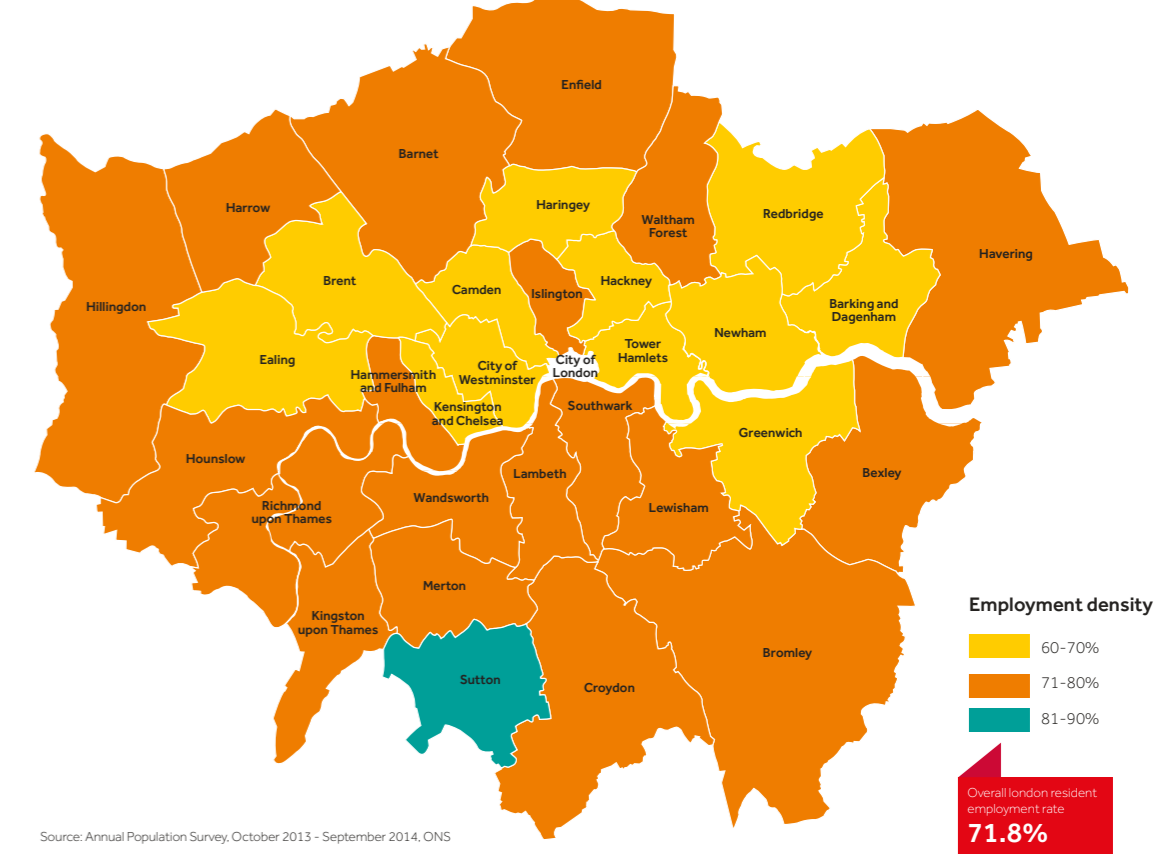 Enfield
Barnet
Harrow
Haringey
Waltham
Forest
Redbridge
Havering
Hillingdon
Brent
Camden
Islington
Hackney
Barking and
Dagenham
Newham
Ealing
Tower
Hamlets
City of
London
City of
Westminster
Hammersmith
and Fulham
Kensington
and Chelsea
Southwark
Greenwich
Hounslow
Bexley
Lambeth
Wandsworth
Richmond
upon Thames
Lewisham
Merton
Kingston
upon Thames
Bromley
Sutton
Croydon
Employment density
60-70%
71-80%
81-90%
Overall london resident
employment rate
71.8%
Source: Annual Population Survey, October 2013 - September 2014, ONS